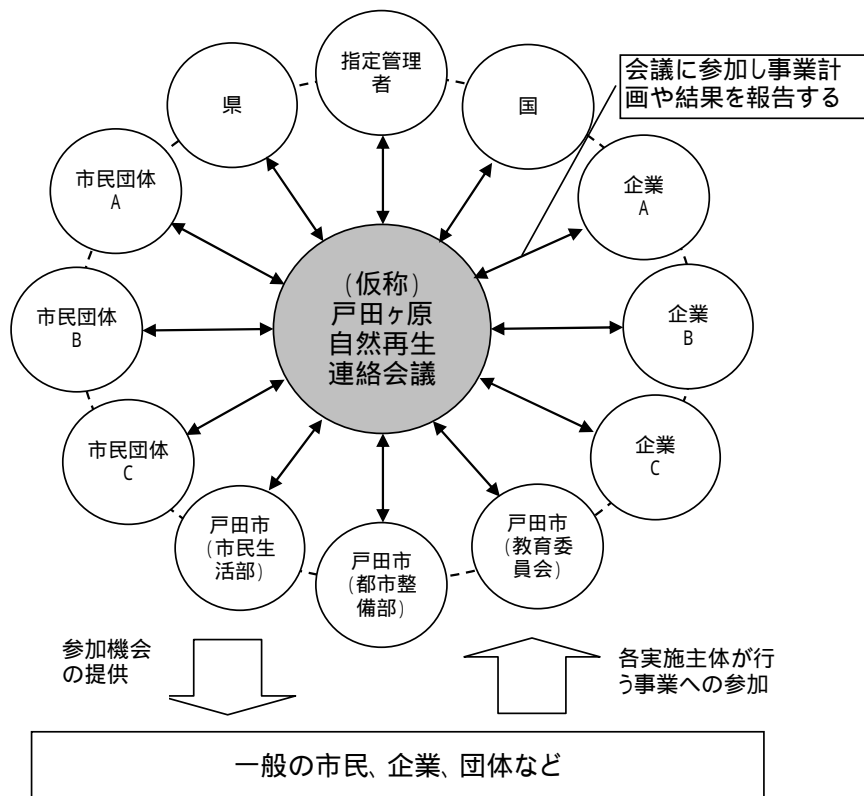 指定管理
者
県
国
会議に参加し事業計
画や結果を報告する
市民団体
A
企業
A
(仮称)
戸田ヶ原
自然再生
連絡会議
市民団体
B
企業
B
市民団体
C
企業
C
戸田市
(市民生
活部)
戸田市
(都市整
備部)
戸田市
(教育委
員会)
参加機会
の提供
各実施主体が行
う事業への参加
一般の市民、企業、団体など